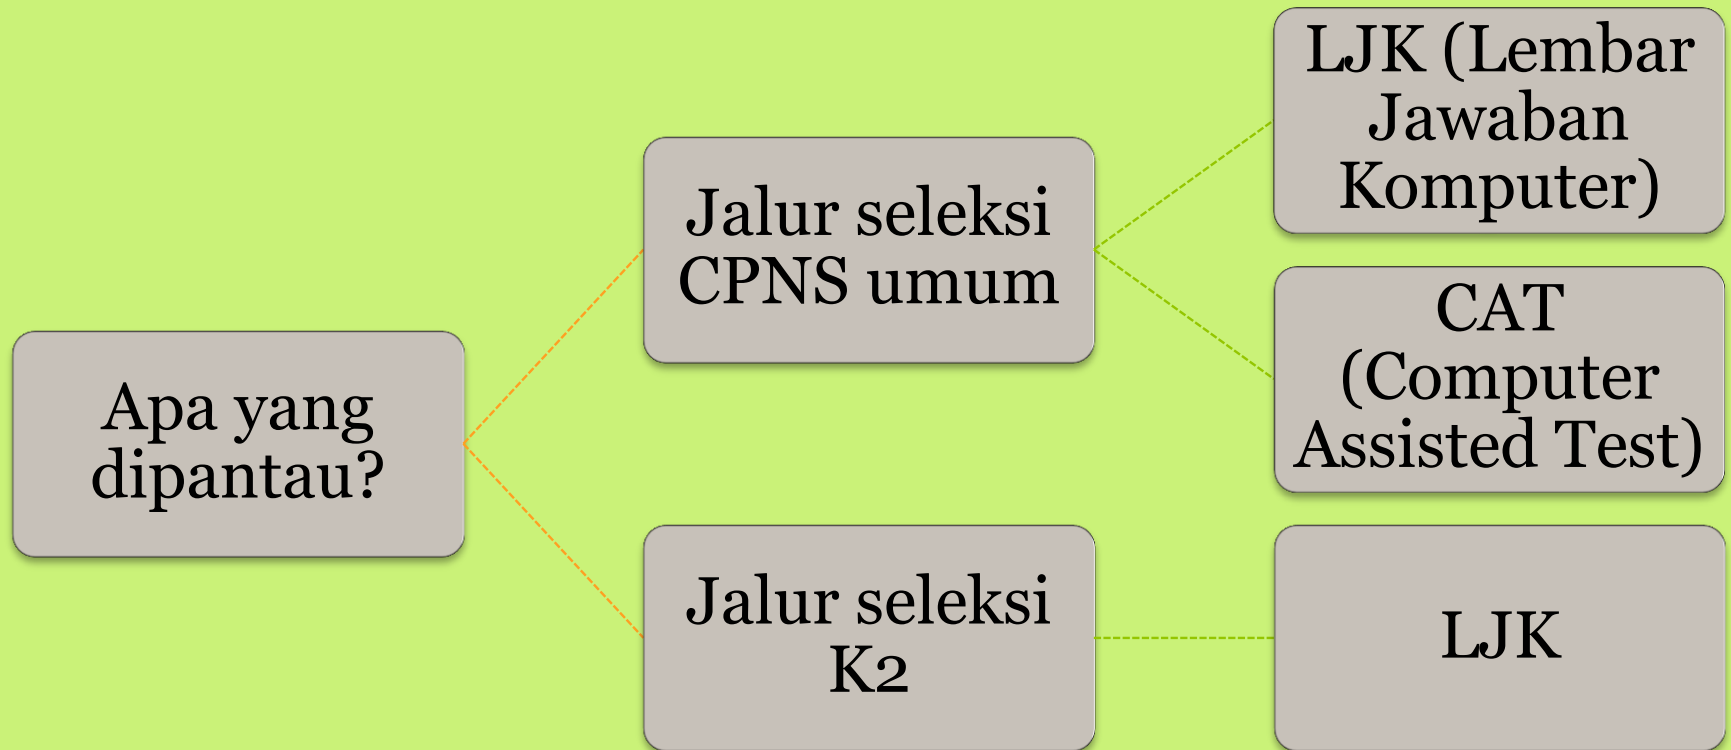 Apa yang
dipantau?
Jalur seleksi
CPNS umum
LJK (Lembar
Jawaban
Komputer)
CAT
(Computer
Assisted Test)
Jalur seleksi
K2
LJK